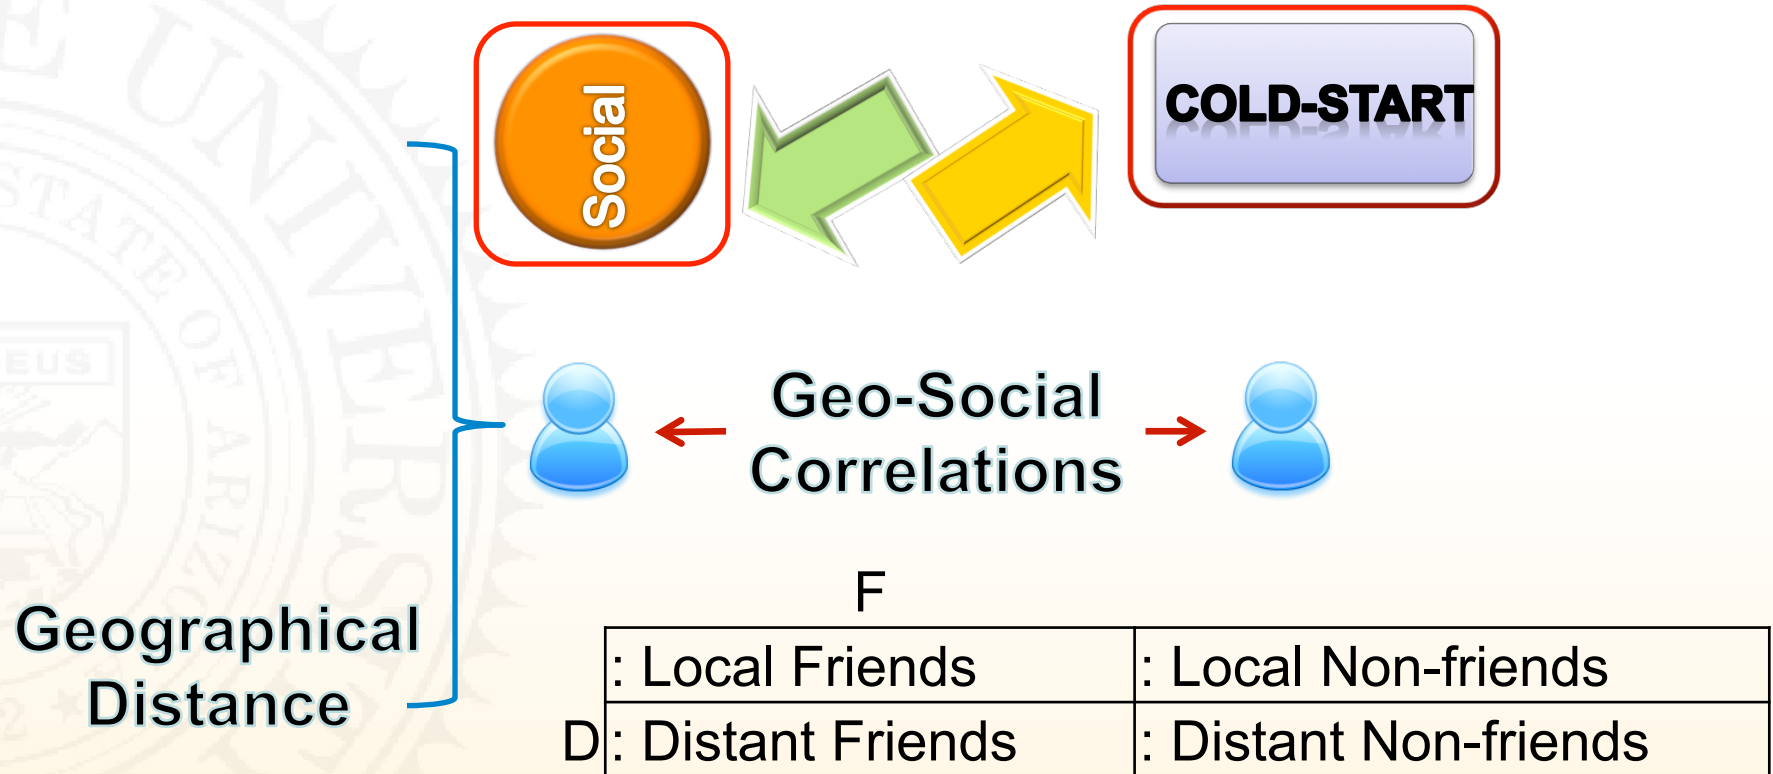 Social
COLD-START
Geo-Social
Correlations
Geographical
Distance
F
: Local Friends : Local Non-friends
D : Distant Friends : Distant Non-friends